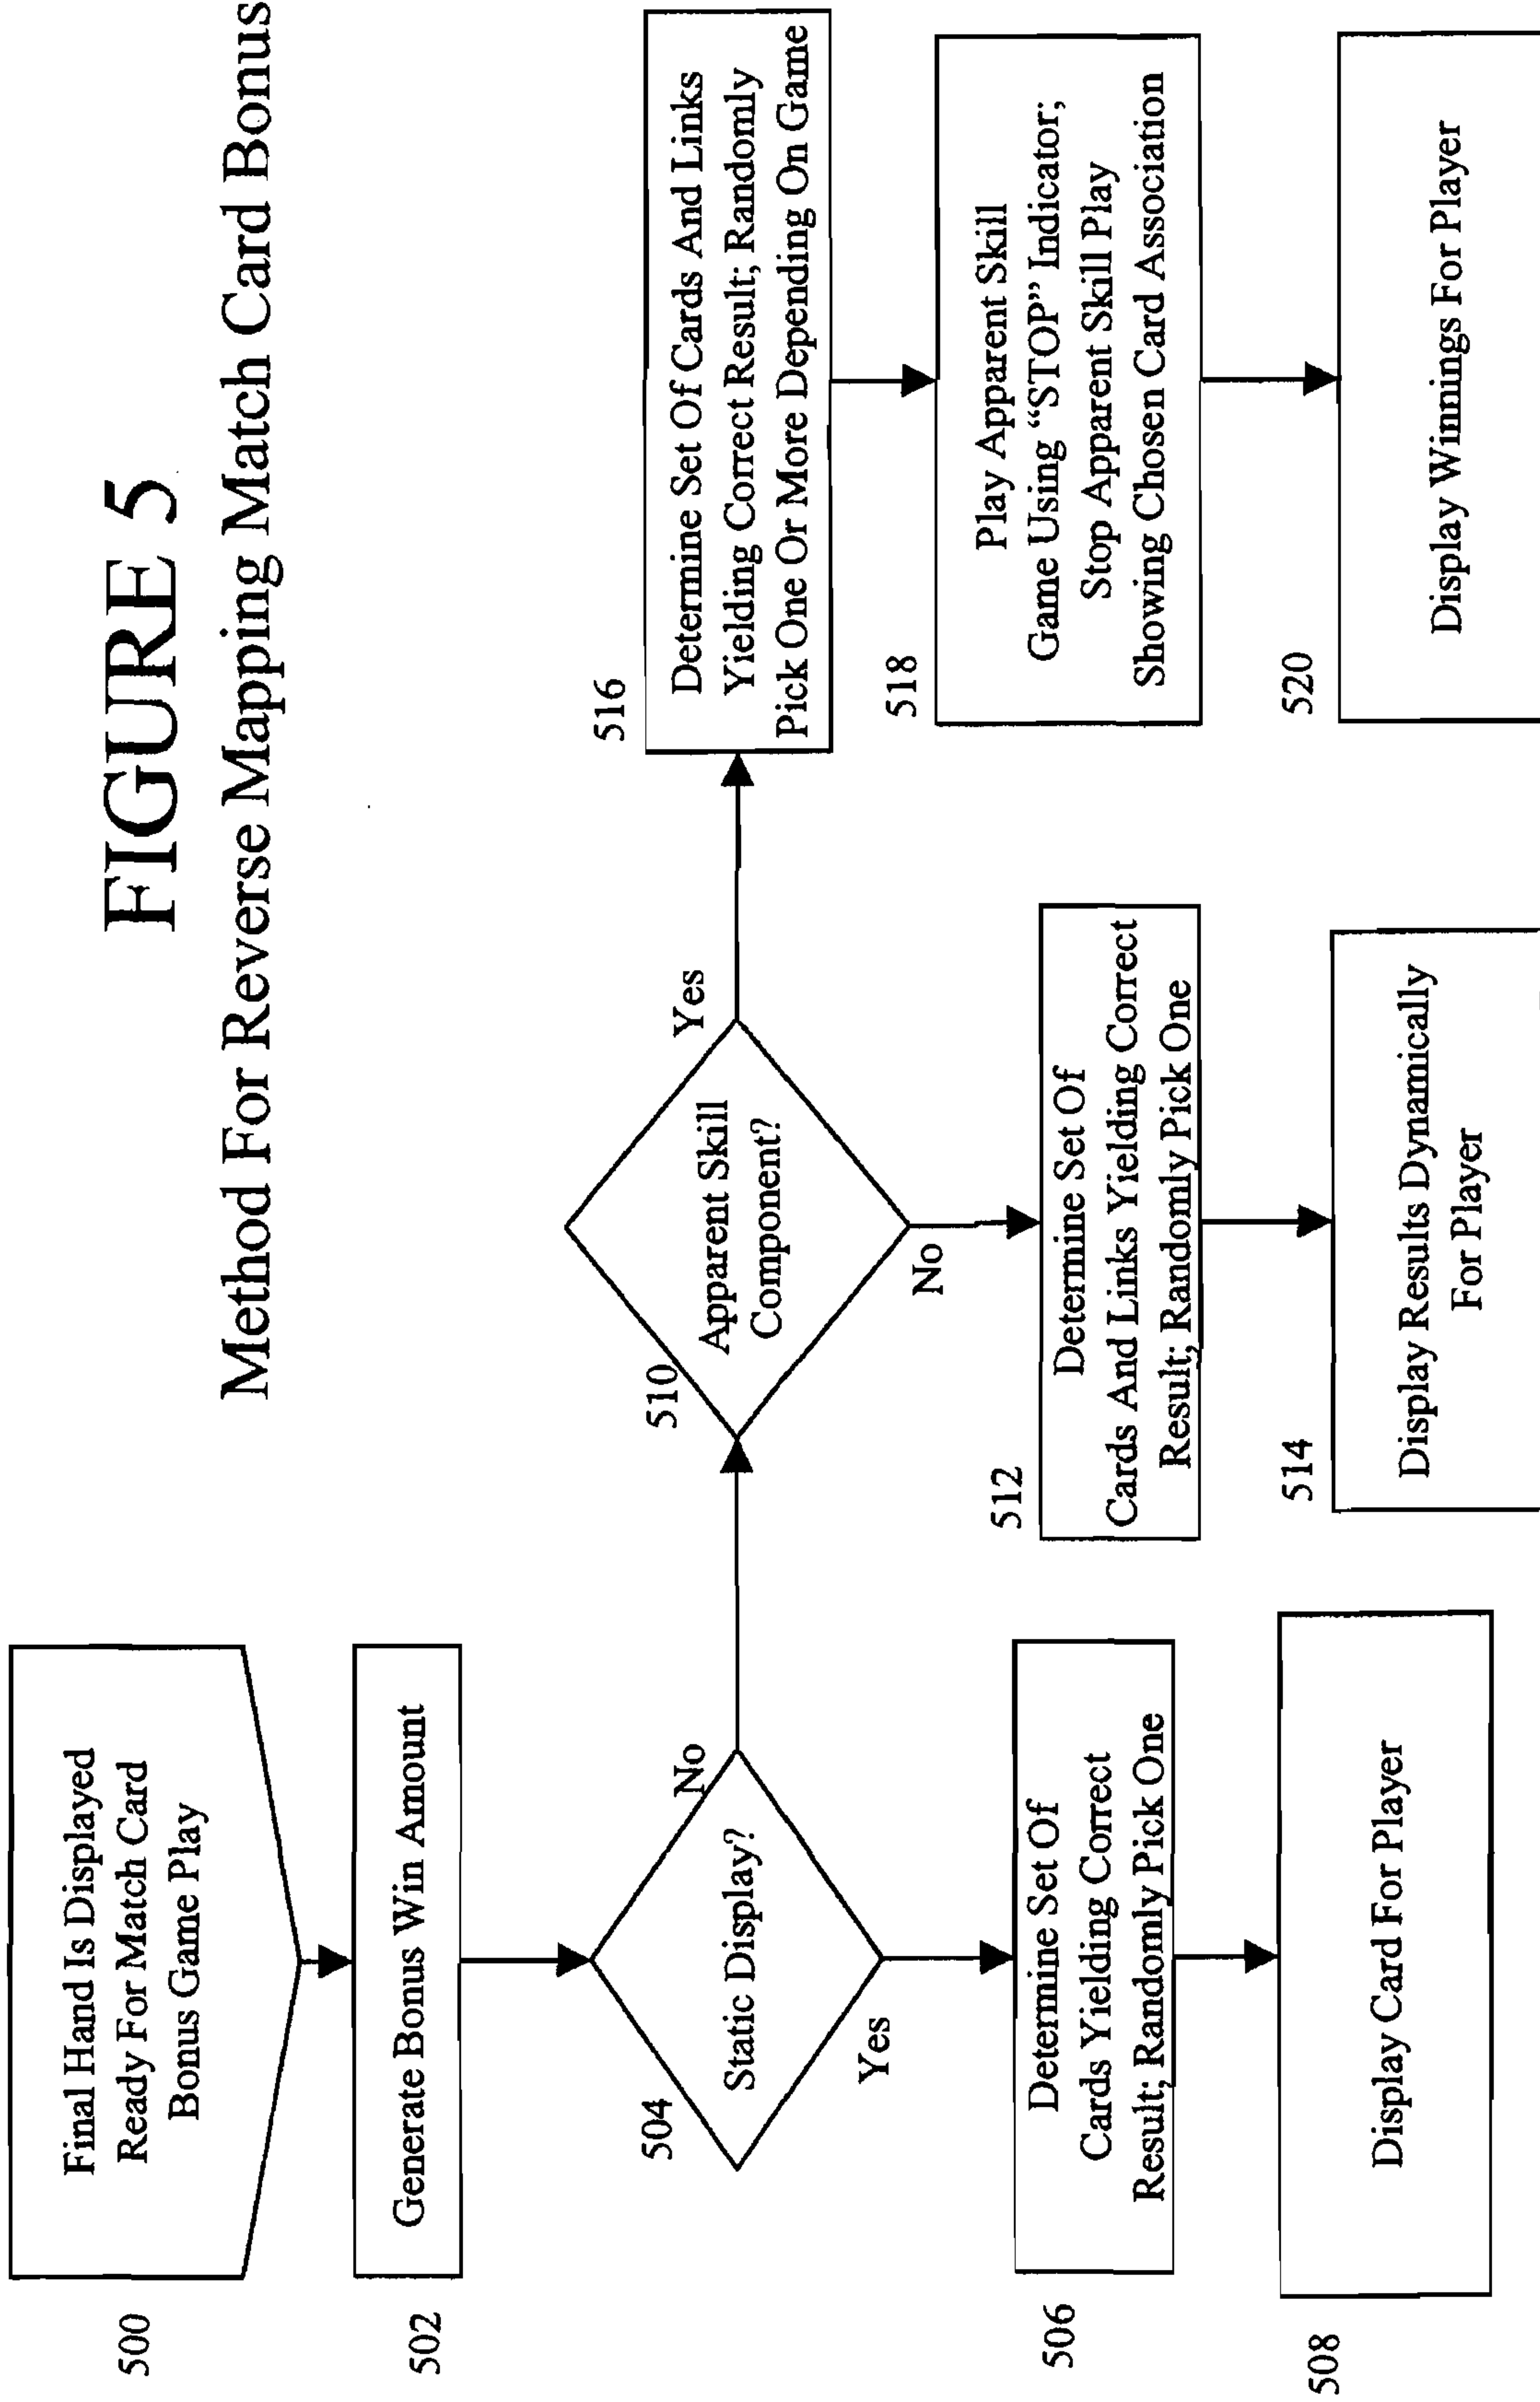 FIGURE 5
Method For Reverse Mapping Match Card Bonus
500
Final Hand Is Displayed
Ready For Match Card
Bonus Game Play
502
Generate Bonus Win Amount
504
Static Display?
No
Yes
506
Determine Set Of
Cards Yielding Correct
Result; Randomly Pick One
508
Display Card For Player
510
Apparent Skill
Component?
Yes
No
512
Determine Set Of
Cards And Links Yielding Correct
Result; Randomly Pick One
514
Display Results Dynamically
For Player
516
Determine Set Of Cards And Links
Yielding Correct Result; Randomly
Pick One Or More Depending On Game
518
Play Apparent Skill
Game Using “STOP” Indicator;
Stop Apparent Skill Play
Showing Chosen Card Association
520
Display Winnings For Player